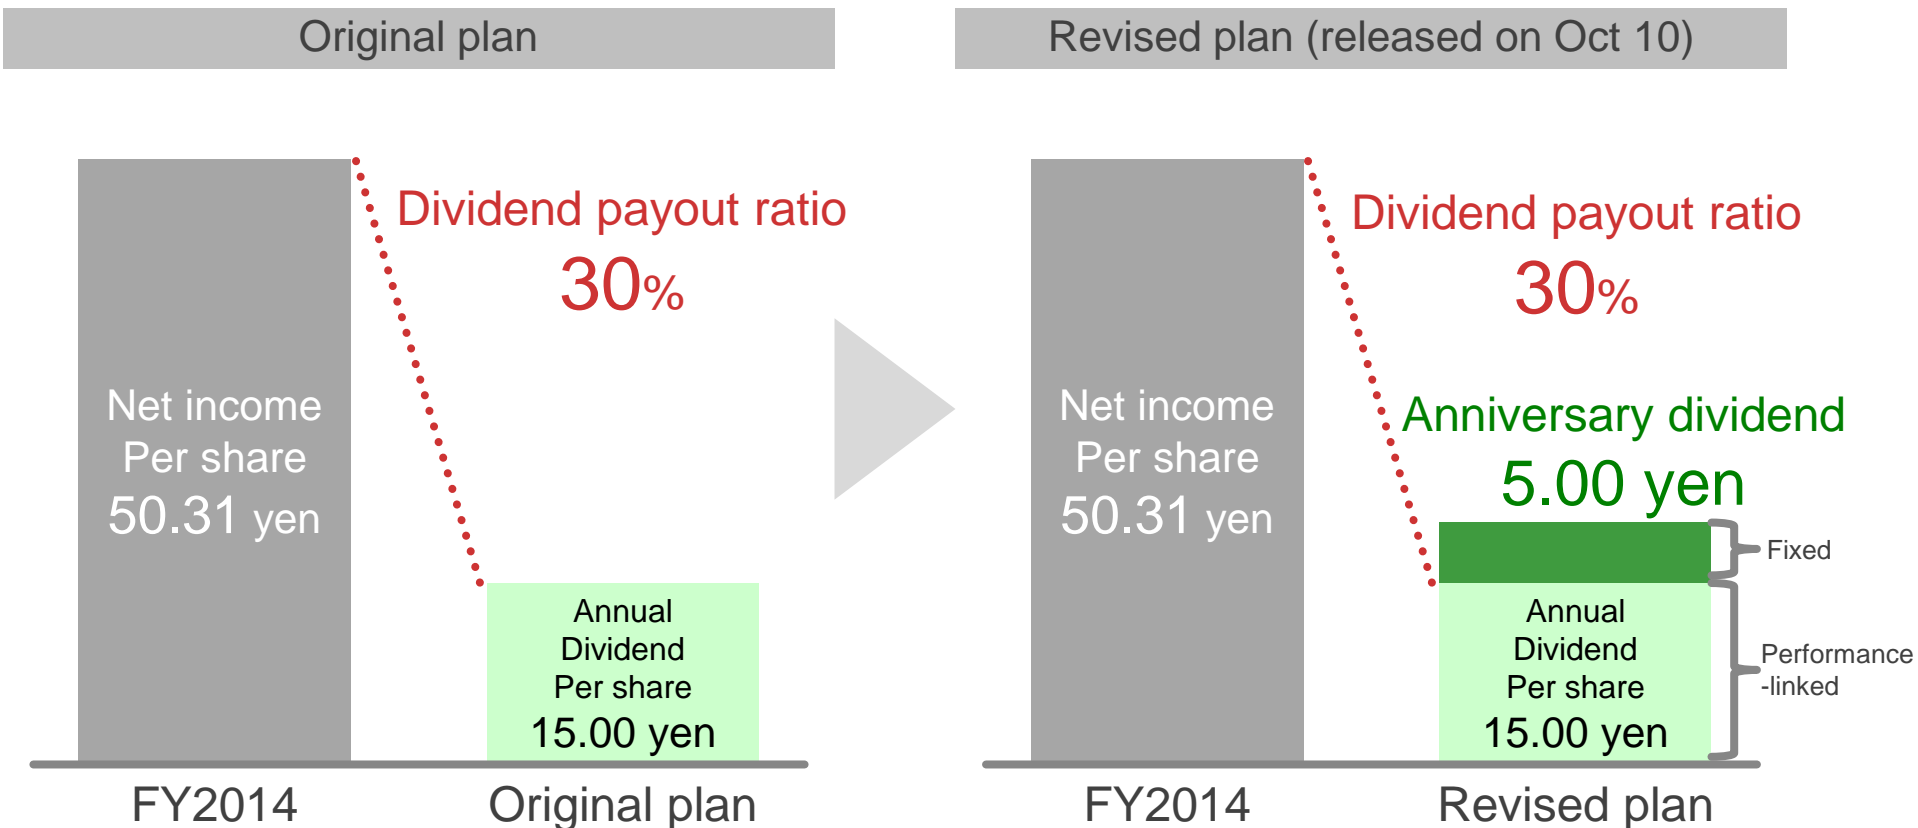 Original plan
Dividend payout ratio
30%
Net income
Per share
50.31 yen
Annual
Dividend
Per share
15.00 yen
FY2014
Original plan
Revised plan (released on Oct 10)
Dividend payout ratio
30%
Net income
Per share
50.31 yen
Anniversary dividend
5.00 yen
Fixed
Annual
Dividend
Per share
15.00 yen
Performance
-linked
FY2014
Revised plan